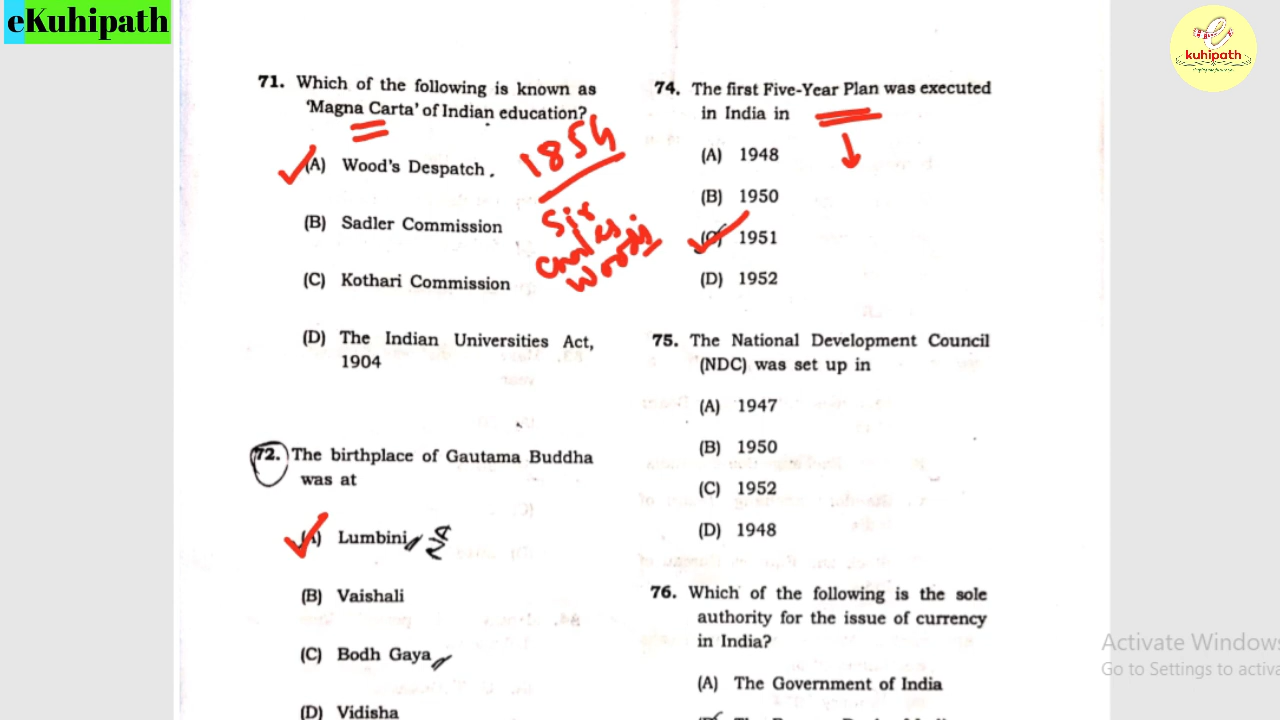 eKuhipath
kuhipath
71. Which of the following is known as
'Magna Carta' of Indian education?
(A) Wood's Despatch
1854
Sir
Woods
(B) Sadler Commission
(C) Kothari Commission
(D) The Indian Universities Act,
1904
72. The birthplace of Gautama Buddha
was at
(A) Lumbini
(B) Vaishali
(C) Bodh Gaya
(D) Vidisha
74. The first Five-Year Plan was executed
in India in
(A) 1948
(B) 1950
(C) 1951
(D) 1952
75. The National Development Council
(NDC) was set up in
(A) 1947
(B) 1950
(C) 1952
(D) 1948
76. Which of the following is the sole
authority for the issue of currency
in India?
(A) The Government of India
Activate Windows
Go to Settings to activa